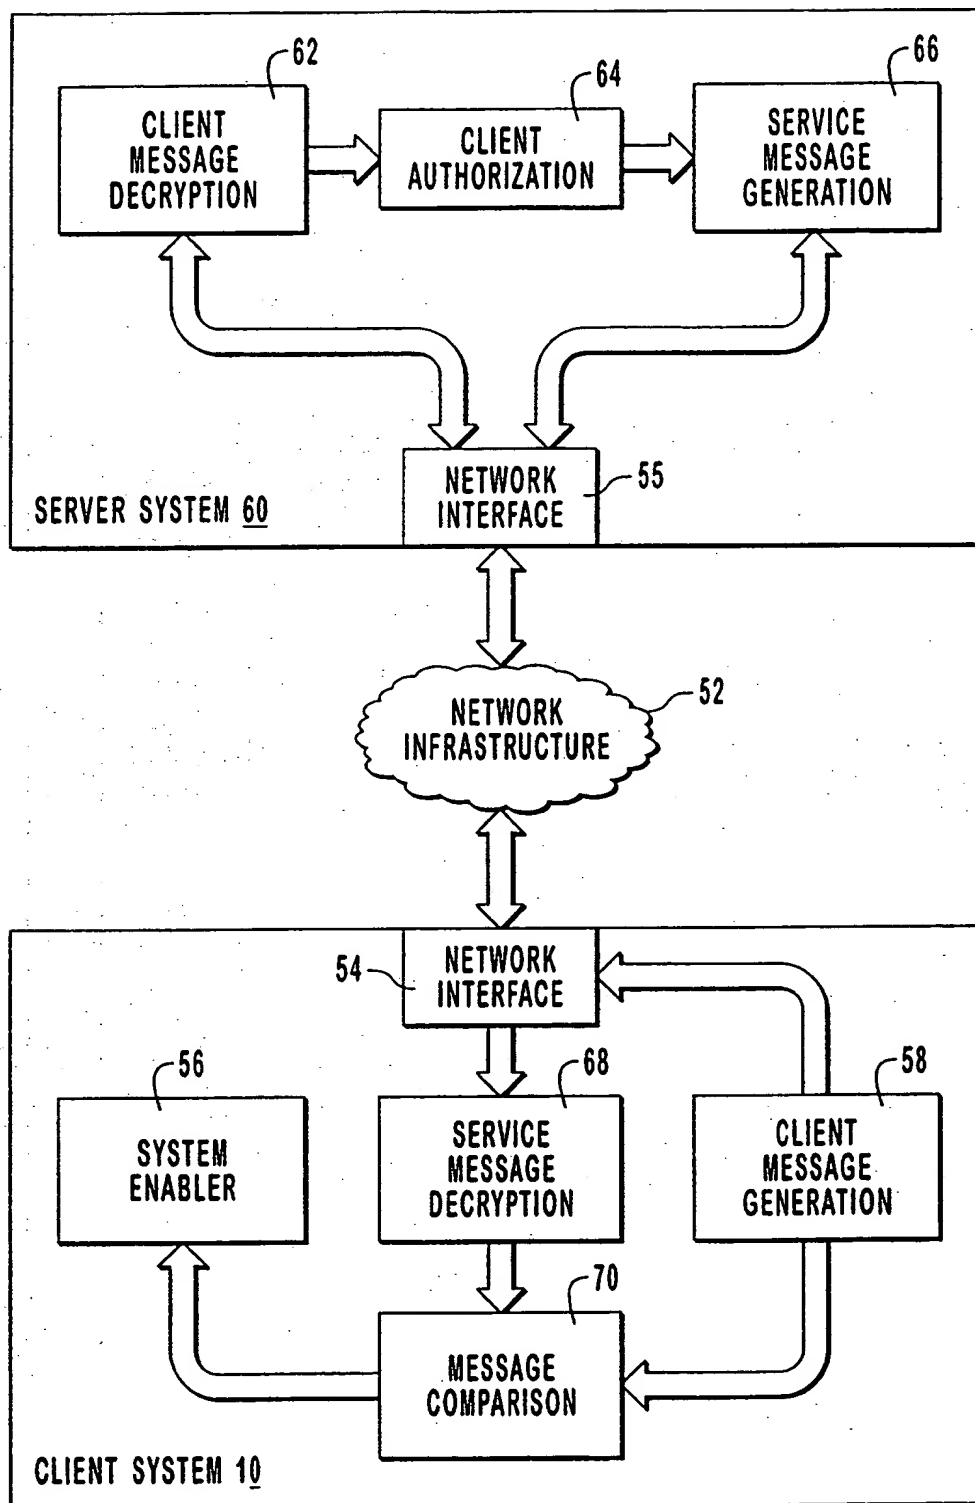 62
64
66
CLIENT
MESSAGE
DECRYPTION
CLIENT
AUTHORIZATION
SERVICE
MESSAGE
GENERATION
NETWORK
INTERFACE
55
SERVER SYSTEM 60
NETWORK
INFRASTRUCTURE
52
54
NETWORK
INTERFACE
56
68
58
SYSTEM
ENABLER
SERVICE
MESSAGE
DECRYPTION
CLIENT
MESSAGE
GENERATION
70
MESSAGE
COMPARISON
CLIENT SYSTEM 10